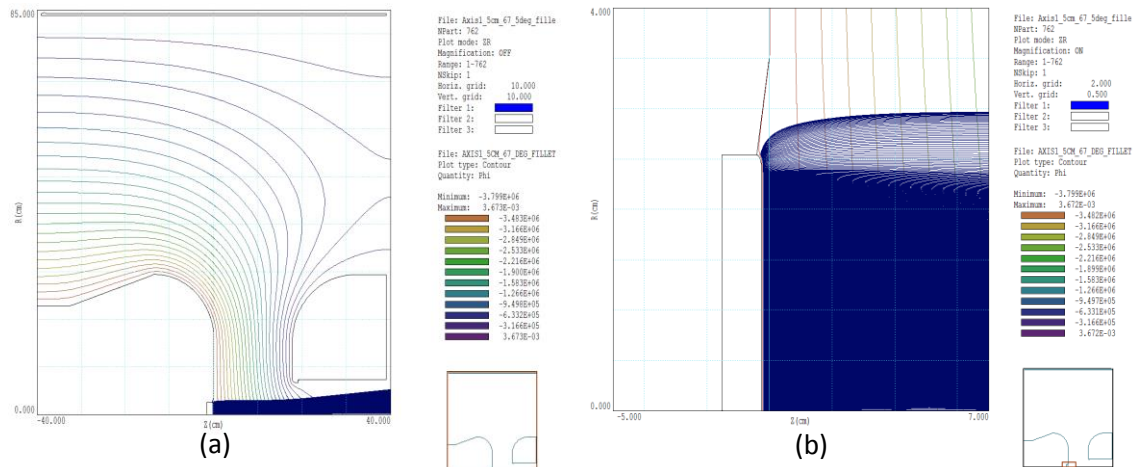 85.000
R(cm)
0.000
-40.000
Z(cm)
40.000
(a)
File: Axis1_5cm_67_5deg_fille
NPart: 762
Plot mode: ZR
Magnification: OFF
Range: 1-762
NSkip: 1
Horiz. grid: 10.000
Vert. grid: 10.000
Filter 1:
Filter 2:
Filter 3:
File: AXIS1_5CM_67_DEG_FILLET
Plot type: Contour
Quantity: Phi
Minimum: -3.799E+06
Maximum: 3.673E-03
-3.483E+06
-3.166E+06
-2.849E+06
-2.533E+06
-2.216E+06
-1.900E+06
-1.583E+06
-1.266E+06
-9.498E+05
-6.332E+05
-3.166E+05
3.673E-03
4.000
R(cm)
0.000
-5.000
Z(cm)
7.000
(b)
File: Axis1_5cm_67_5deg_fille
NPart: 762
Plot mode: ZR
Magnification: ON
Range: 1-762
NSkip: 1
Horiz. grid: 2.000
Vert. grid: 0.500
Filter 1:
Filter 2:
Filter 3:
File: AXIS1_5CM_67_DEG_FILLET
Plot type: Contour
Quantity: Phi
Minimum: -3.799E+06
Maximum: 3.672E-03
-3.482E+06
-3.166E+06
-2.849E+06
-2.533E+06
-2.216E+06
-1.899E+06
-1.583E+06
-1.266E+06
-9.497E+05
-6.331E+05
-3.166E+05
3.672E-03